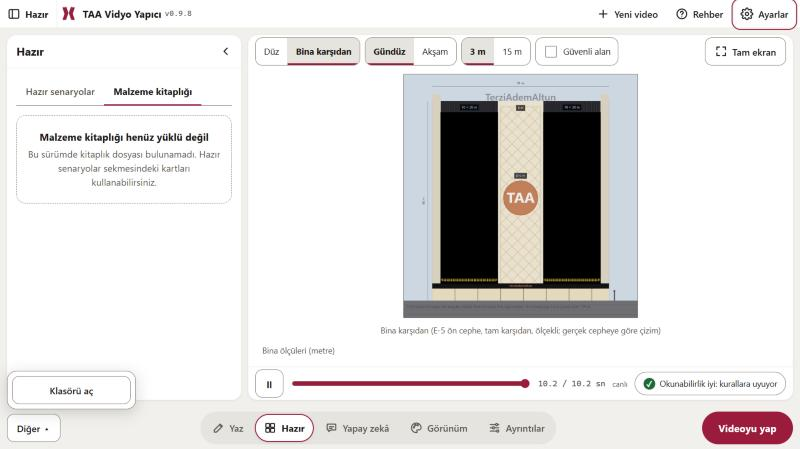 Hazır
TAA Vidyo Yapıcı v0.9.8
Yeni video
Rehber
Ayarlar
Hazır
Hazır senaryolar
Malzeme kitaplığı
Malzeme kitaplığı henüz yüklü değil
Bu sürümde kitaplık dosyası bulunamadı. Hazır
senaryolar sekmesindeki kartları
kullanabilirsiniz.
Düz
Bina karşıdan
Gündüz
Akşam
3 m
15 m
Güvenli alan
Tam ekran
TerziAdemAltun
TAA
Bina karşıdan (E-5 ön cephe, tam karşıdan, ölçekli; gerçek cepheye göre çizim)
Bina ölçüleri (metre)
10.2 / 10.2 sn
canlı
Okunabilirlik iyi: kurallara uyuyor
Klasörü aç
Diğer
Yaz
Hazır
Yapay zekâ
Görünüm
Ayrıntılar
Videoyu yap